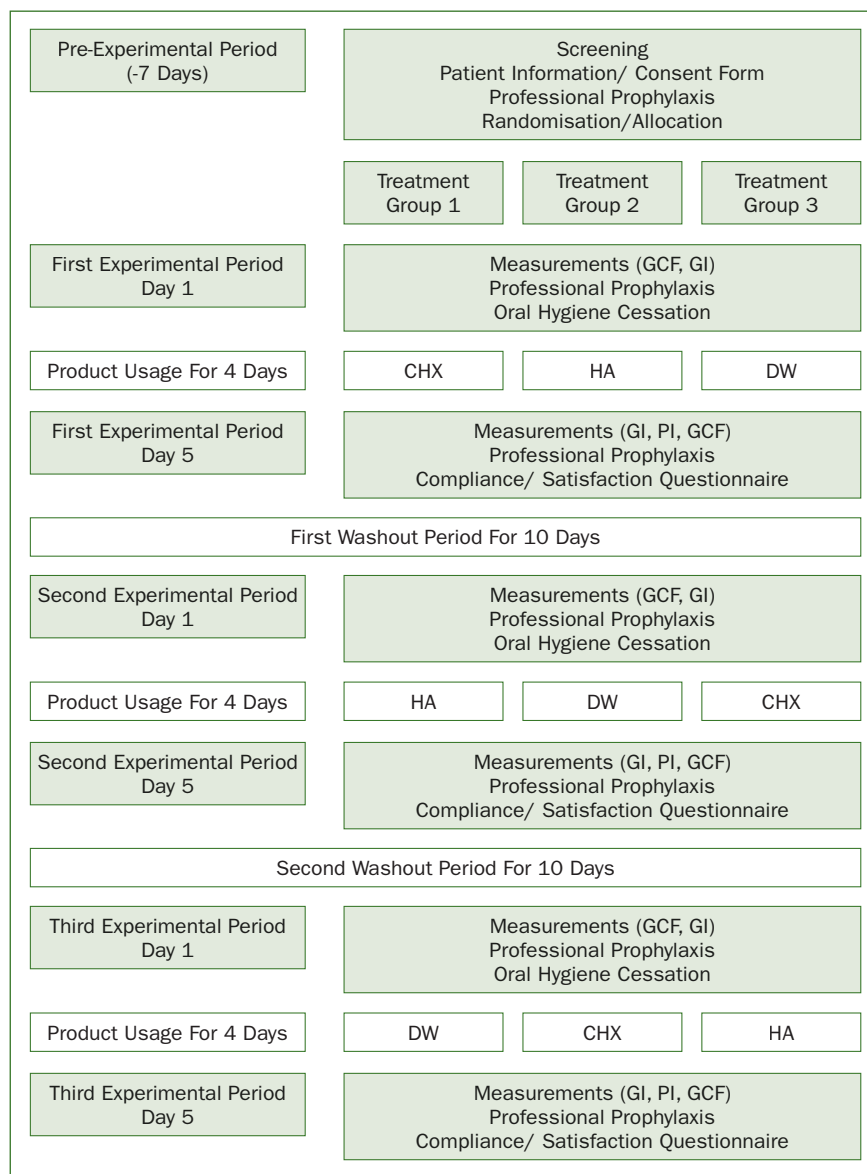 Pre-Experimental Period
(-7 Days)
Screening
Patient Information/ Consent Form
Professional Prophylaxis
Randomisation/Allocation
Treatment
Group 1
Treatment
Group 2
Treatment
Group 3
First Experimental Period
Day 1
Measurements (GCF, GI)
Professional Prophylaxis
Oral Hygiene Cessation
Product Usage For 4 Days
CHX
HA
DW
First Experimental Period
Day 5
Measurements (GI, PI, GCF)
Professional Prophylaxis
Compliance/ Satisfaction Questionnaire
First Washout Period For 10 Days
Second Experimental Period
Day 1
Measurements (GCF, GI)
Professional Prophylaxis
Oral Hygiene Cessation
Product Usage For 4 Days
HA
DW
CHX
Second Experimental Period
Day 5
Measurements (GI, PI, GCF)
Professional Prophylaxis
Compliance/ Satisfaction Questionnaire
Second Washout Period For 10 Days
Third Experimental Period
Day 1
Measurements (GCF, GI)
Professional Prophylaxis
Oral Hygiene Cessation
Product Usage For 4 Days
DW
CHX
HA
Third Experimental Period
Day 5
Measurements (GI, PI, GCF)
Professional Prophylaxis
Compliance/ Satisfaction Questionnaire